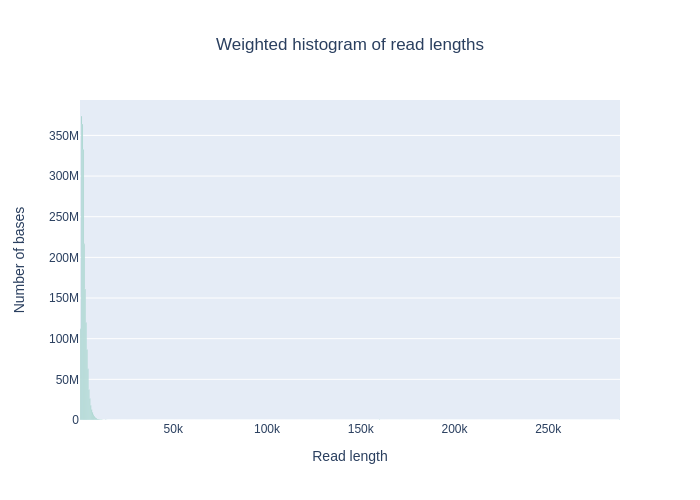 Weighted histogram of read lengths
Number of bases
350M
300M
250M
200M
150M
100M
50M
0
50k 100k 150k 200k 250k
Read length